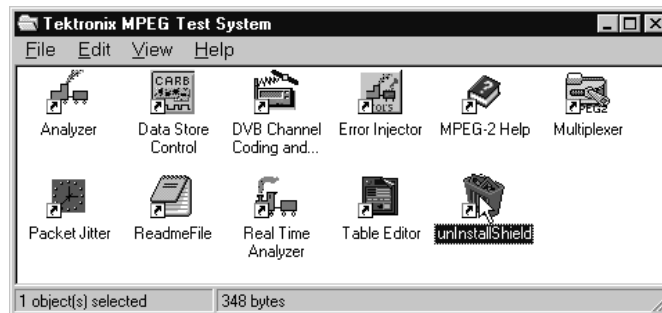 Tektronix MPEG Test System
File Edit View Help
CARB
MPEG2
Analyzer Data Store Control DVB Channel Coding and... Error Injector MPEG-2 Help Multiplexer
Packet Jitter ReadmeFile Real Time Analyzer Table Editor unInstallShield
1 object(s) selected 348 bytes